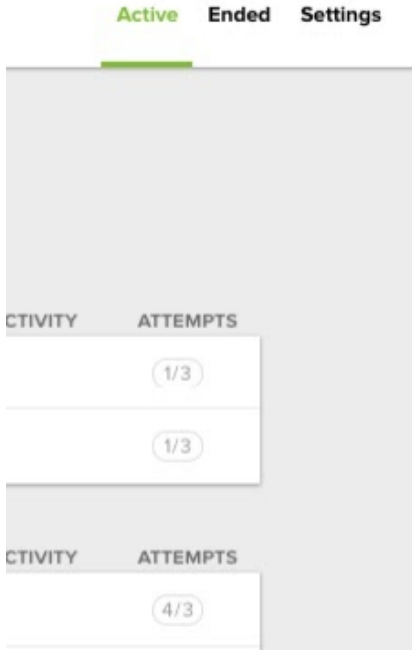 Active Ended Settings
CTIVITY ATTEMPTS
1/3
1/3
CTIVITY ATTEMPTS
4/3